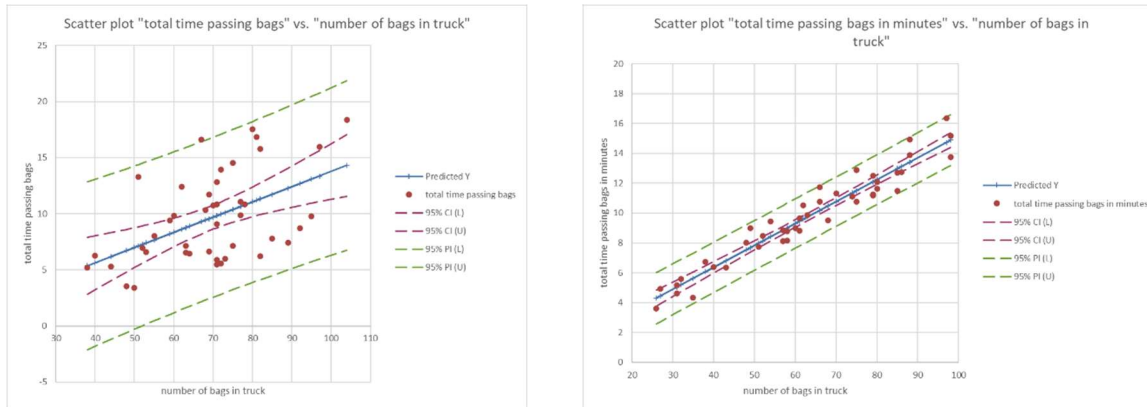 Scatter plot "total time passing bags" vs. "number of bags in truck"
25
20
15
10
5
0
-5
total time passing bags
30 40 50 60 70 80 90 100 110
number of bags in truck
Predicted Y
total time passing bags
95% CI (L)
95% CI (U)
95% PI (L)
95% PI (U)
Scatter plot "total time passing bags in minutes" vs. "number of bags in
truck"
20
18
16
14
12
10
8
6
4
2
0
total time passing bags in minutes
20 30 40 50 60 70 80 90 100
number of bags in truck
Predicted Y
total time passing bags in minutes
95% CI (L)
95% CI (U)
95% PI (L)
95% PI (U)